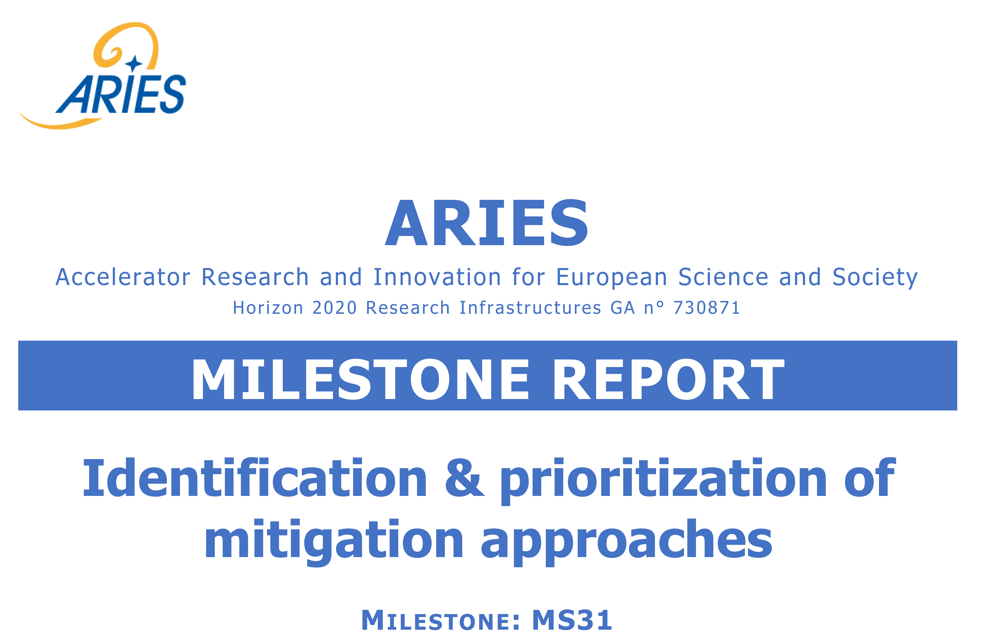 ARIES
ARIES
Accelerator Research and Innovation for European Science and Society
Horizon 2020 Research Infrastructures GA n° 730871
MILESTONE REPORT
Identification & prioritization of
mitigation approaches
MILESTONE: MS31